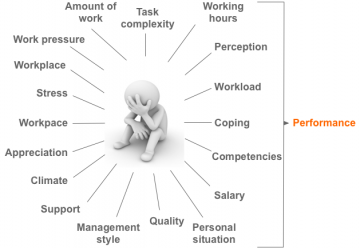 Amount of
work
Task
complexity
Working
hours
Work pressure
Perception
Workplace
Workload
Stress
Workpace
Coping
Performance
Appreciation
Competencies
Climate
Salary
Support
Management
style
Quality
Personal
situation